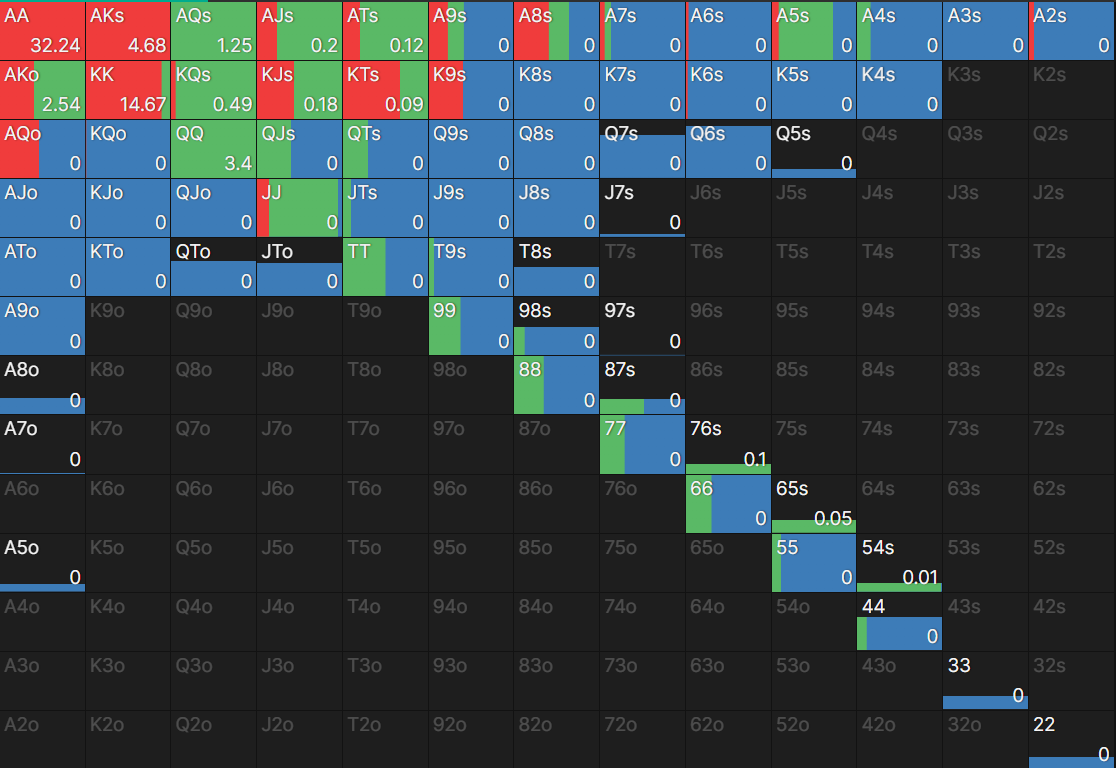 AA AKs AQs AJs ATs A9s A8s A7s A6s A5s A4s A3s A2s
32.24 4.68 1.25 0.2 0.12 0 0 0 0 0 0 0 0
AKo KK KQs KJs KTs K9s K8s K7s K6s K5s K4s K3s K2s
2.54 14.67 0.49 0.18 0.09 0 0 0 0 0 0
AQo KQo QQ QJs QTs Q9s Q8s Q7s Q6s Q5s Q4s Q3s Q2s
0 0 3.4 0 0 0 0 0 0 0
AJo KJo QJo JJ JTs J9s J8s J7s J6s J5s J4s J3s J2s
0 0 0 0 0 0 0 0
ATo KTo QTo JTo TT T9s T8s T7s T6s T5s T4s T3s T2s
0 0 0 0 0 0 0
A9o K9o Q9o J9o T9o 99 98s 97s 96s 95s 94s 93s 92s
0 0 0 0
A8o K8o Q8o J8o T8o 98o 88 87s 86s 85s 84s 83s 82s
0 0 0
A7o K7o Q7o J7o T7o 97o 87o 77 76s 75s 74s 73s 72s
0 0 0.1
A6o K6o Q6o J6o T6o 96o 86o 76o 66 65s 64s 63s 62s
0 0.05
A5o K5o Q5o J5o T5o 95o 85o 75o 65o 55 54s 53s 52s
0 0 0.01
A4o K4o Q4o J4o T4o 94o 84o 74o 64o 54o 44 43s 42s
0
A3o K3o Q3o J3o T3o 93o 83o 73o 63o 53o 43o 33 32s
0
A2o K2o Q2o J2o T2o 92o 82o 72o 62o 52o 42o 32o 22
0